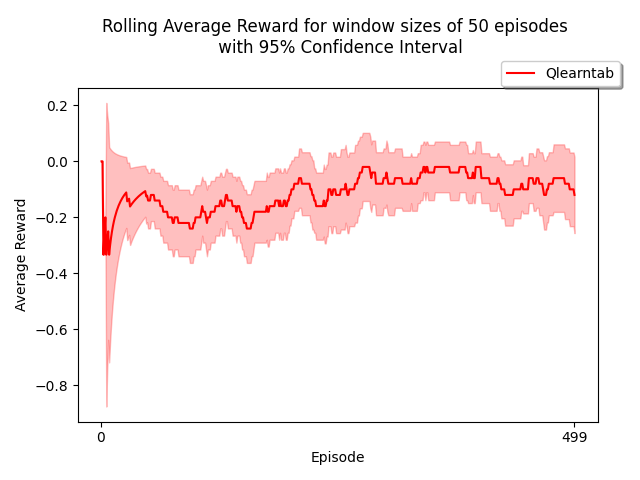 Rolling Average Reward for window sizes of 50 episodes
with 95% Confidence Interval
Qlearntab
0.2
0.0
−0.2
−0.4
−0.6
−0.8
Average Reward
0
499
Episode